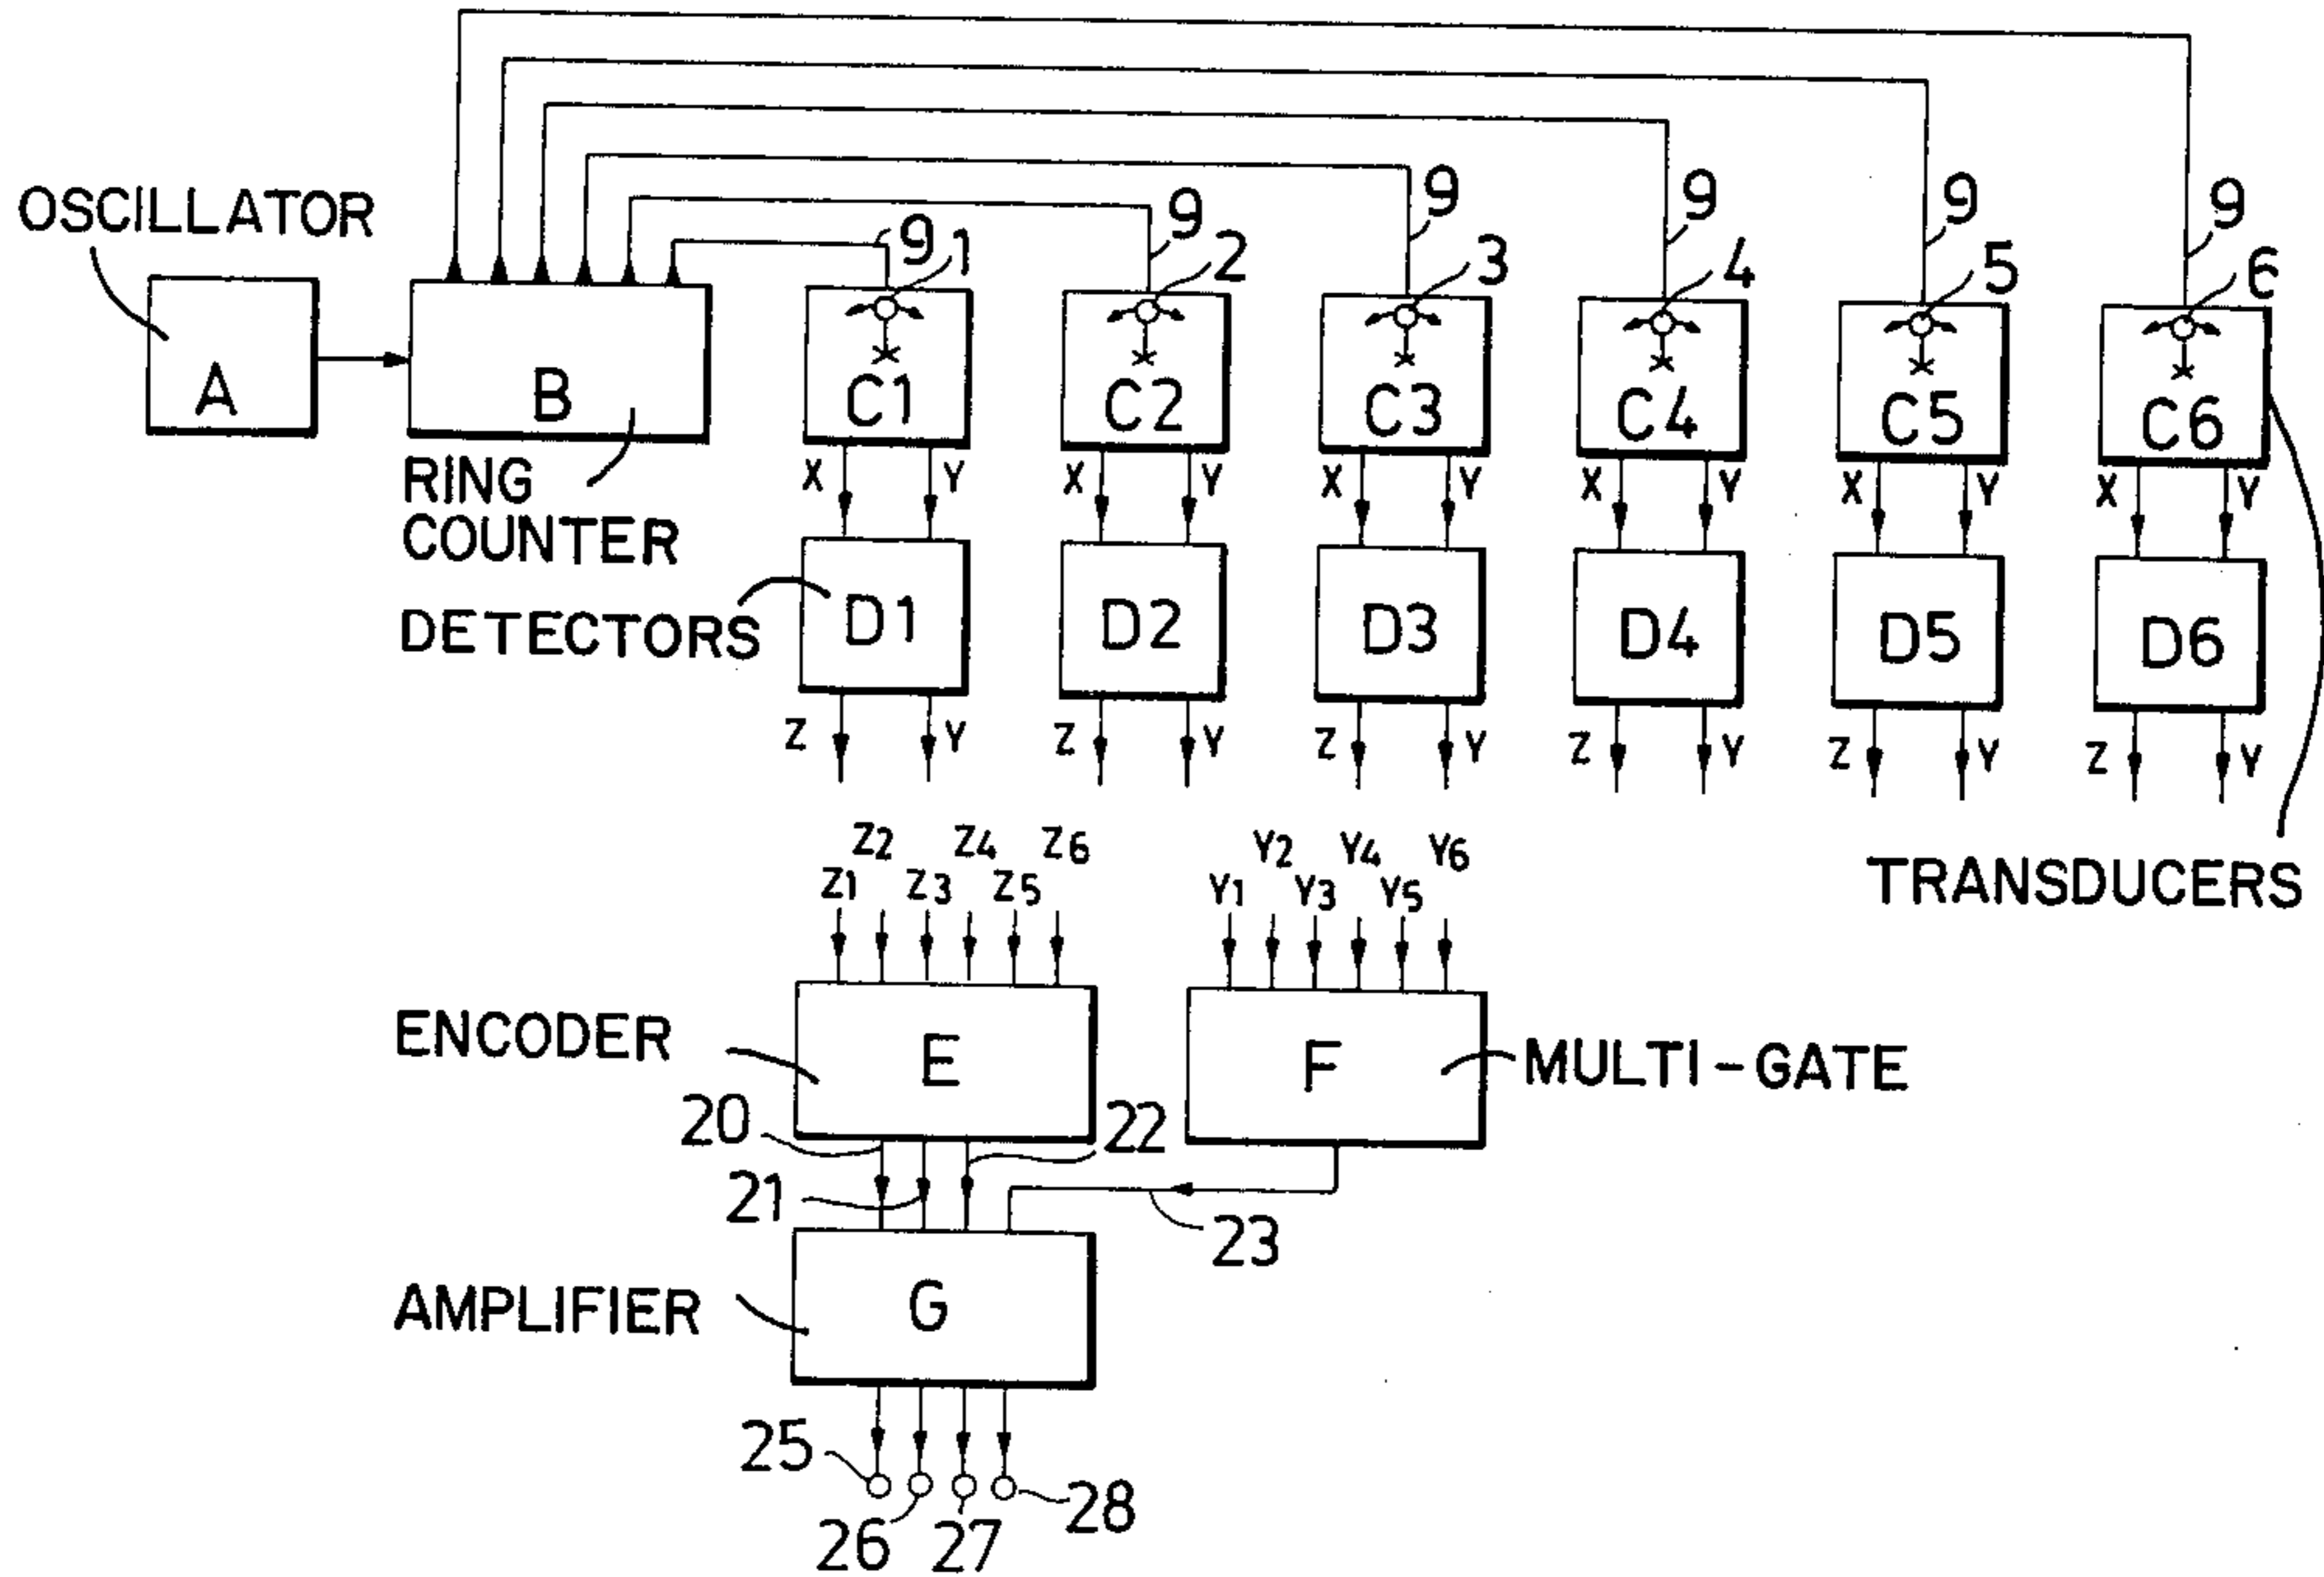 OSCILLATOR
9 9 9 9 9 9
1 2 3 4 5 6
A B C1 C2 C3 C4 C5 C6
RING
COUNTER
X Y X Y X Y X Y X Y X Y
DETECTORS
D1 D2 D3 D4 D5 D6
Z Y Z Y Z Y Z Y Z Y Z Y
TRANSDUCERS
Z2 Z4 Z6 Y2 Y4 Y6
Z1 Z3 Z5 Y1 Y3 Y5
ENCODER E F MULTI-GATE
20 22
21 23
AMPLIFIER G
25 28
26 27